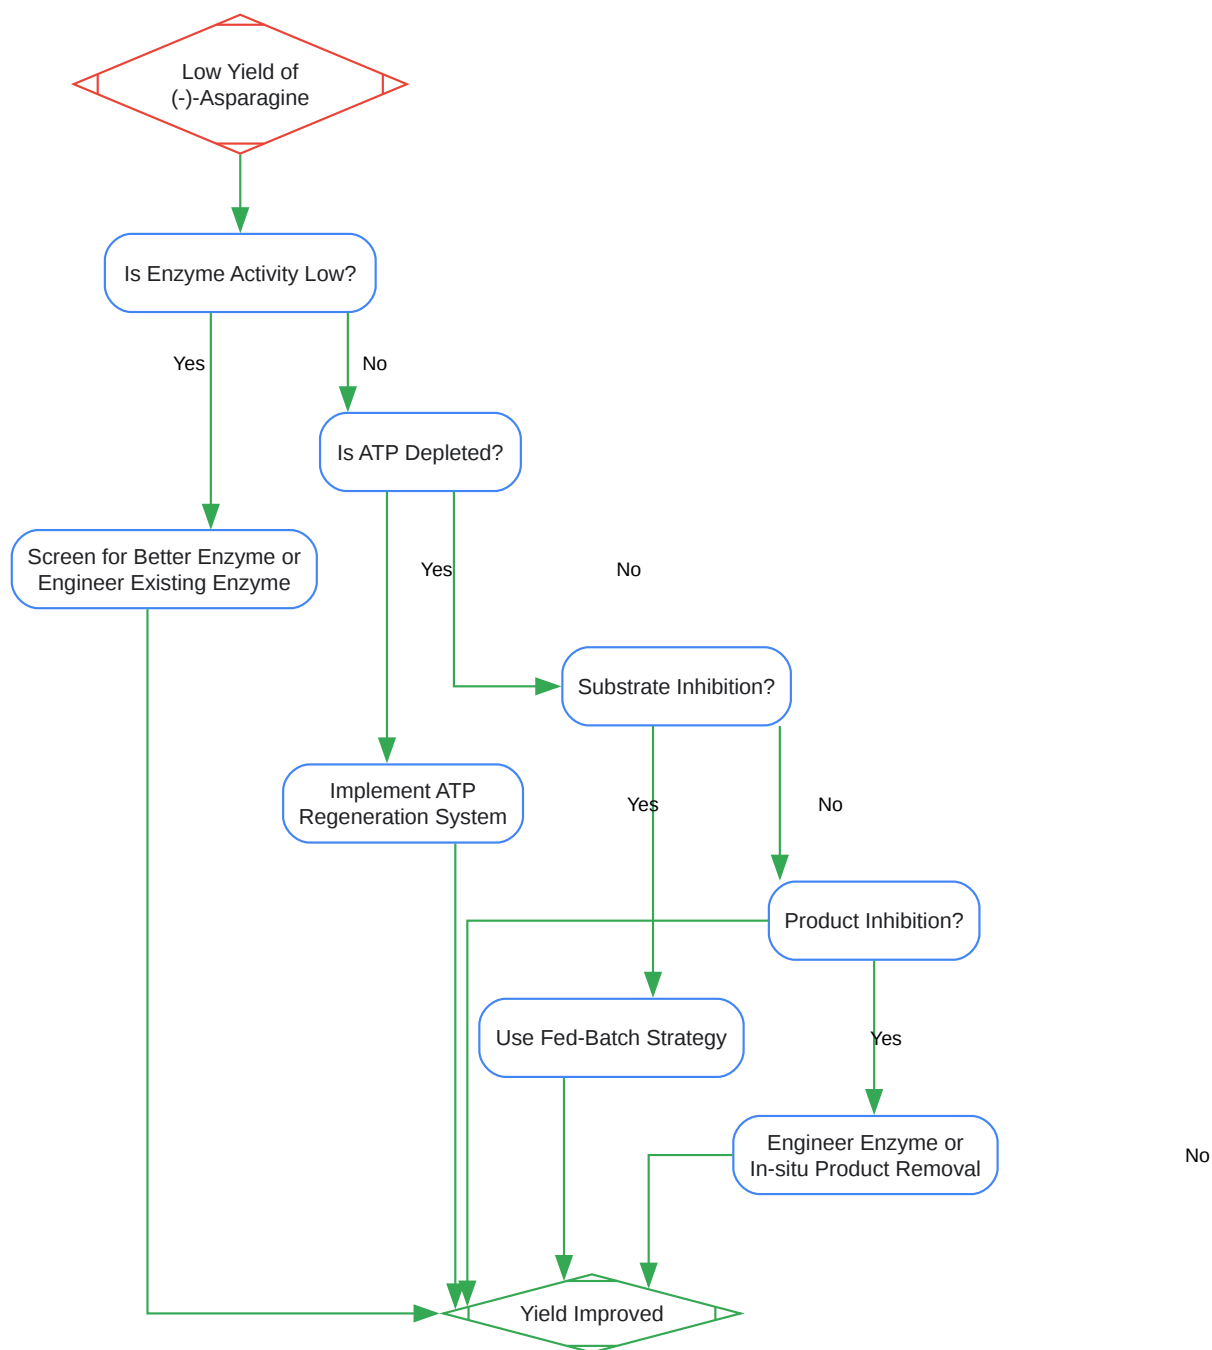 Low Yield of
(-)-Asparagine
Is Enzyme Activity Low?
Yes
No
Is ATP Depleted?
Screen for Better Enzyme or
Engineer Existing Enzyme
Yes
No
Substrate Inhibition?
Implement ATP
Regeneration System
Yes
No
Product Inhibition?
Use Fed-Batch Strategy
Yes
Engineer Enzyme or
In-situ Product Removal
No
Yield Improved